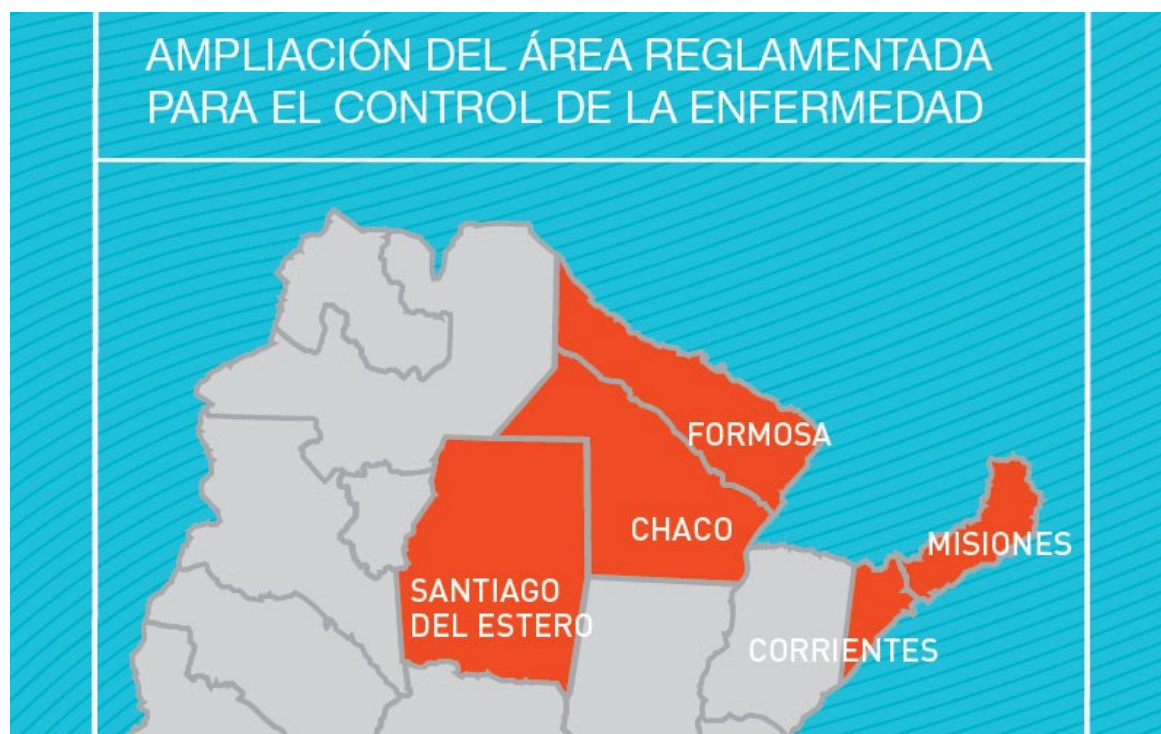 AMPLIACIÓN DEL ÁREA REGLAMENTADA
PARA EL CONTROL DE LA ENFERMEDAD
FORMOSA
CHACO
MISIONES
SANTIAGO
DEL ESTERO
CORRIENTES